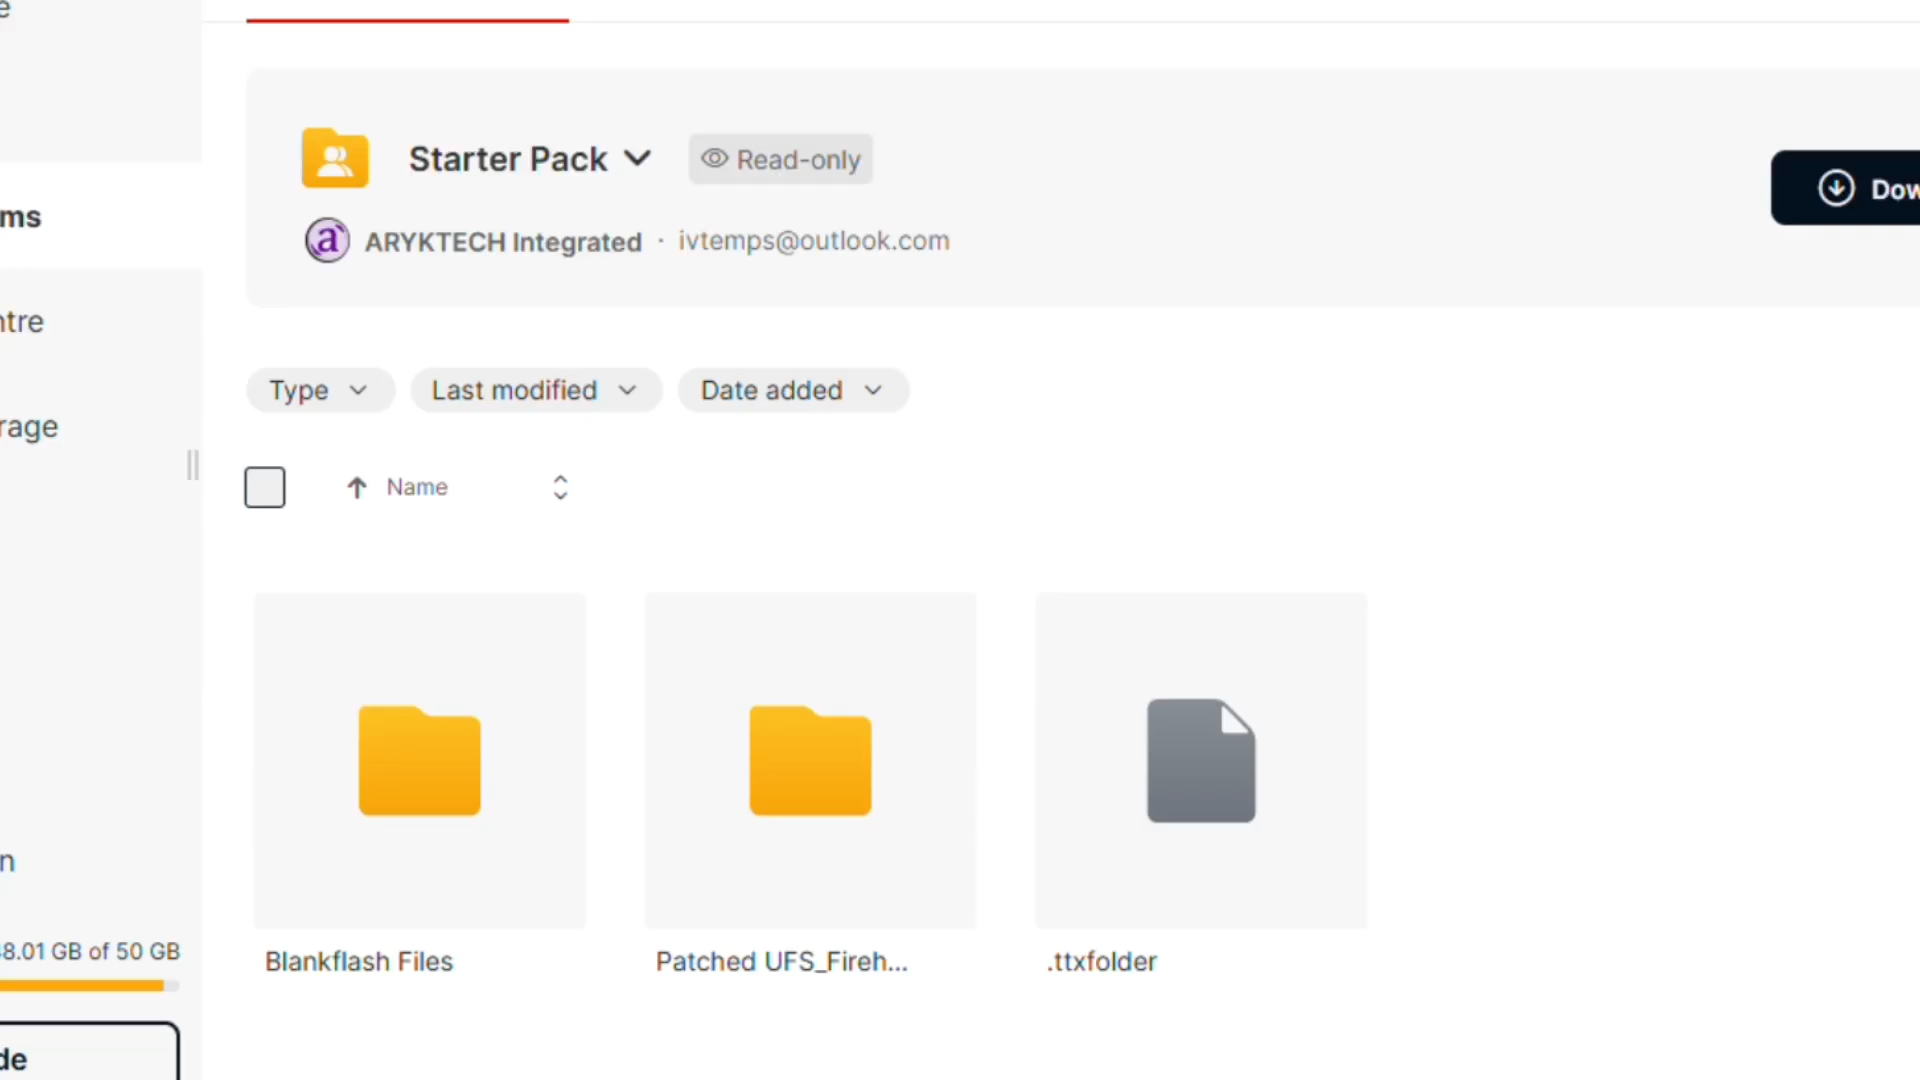 Starter Pack
Read-only
Dow
ARYKTECH Integrated · ivtemps@outlook.com
ms
ntre
rage
Type
Last modified
Date added
Name
Blankflash Files
Patched UFS_Fireh...
.ttxfolder
n
8.01 GB of 50 GB
de